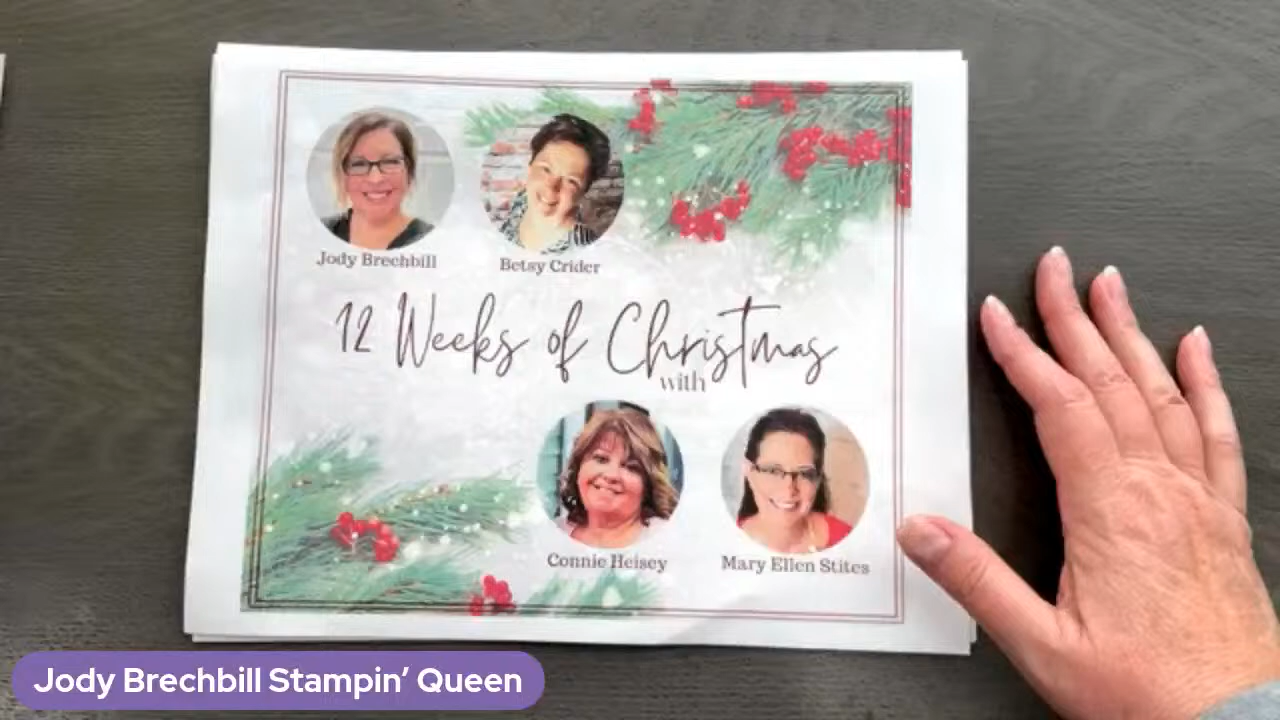 Jody Brechbill
Betsy Crider
12 Weeks of Christmas
with
Connie Heisey
Mary Ellen Stites
Jody Brechbill Stampin’ Queen